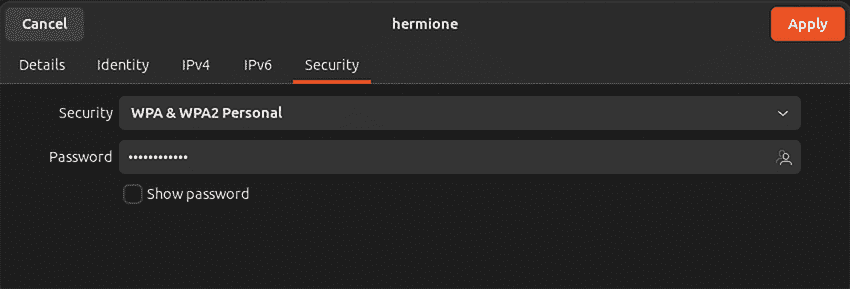 Cancel hermione Apply
Details Identity IPv4 IPv6 Security
Security WPA & WPA2 Personal
Password ••••••••••••
Show password